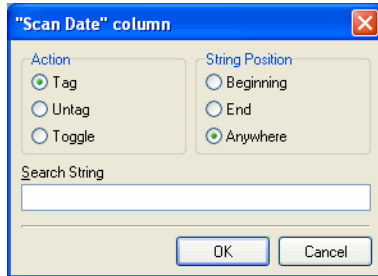 "Scan Date" column
Action
Tag
Untag
Toggle
String Position
Beginning
End
Anywhere
Search String
OK
Cancel